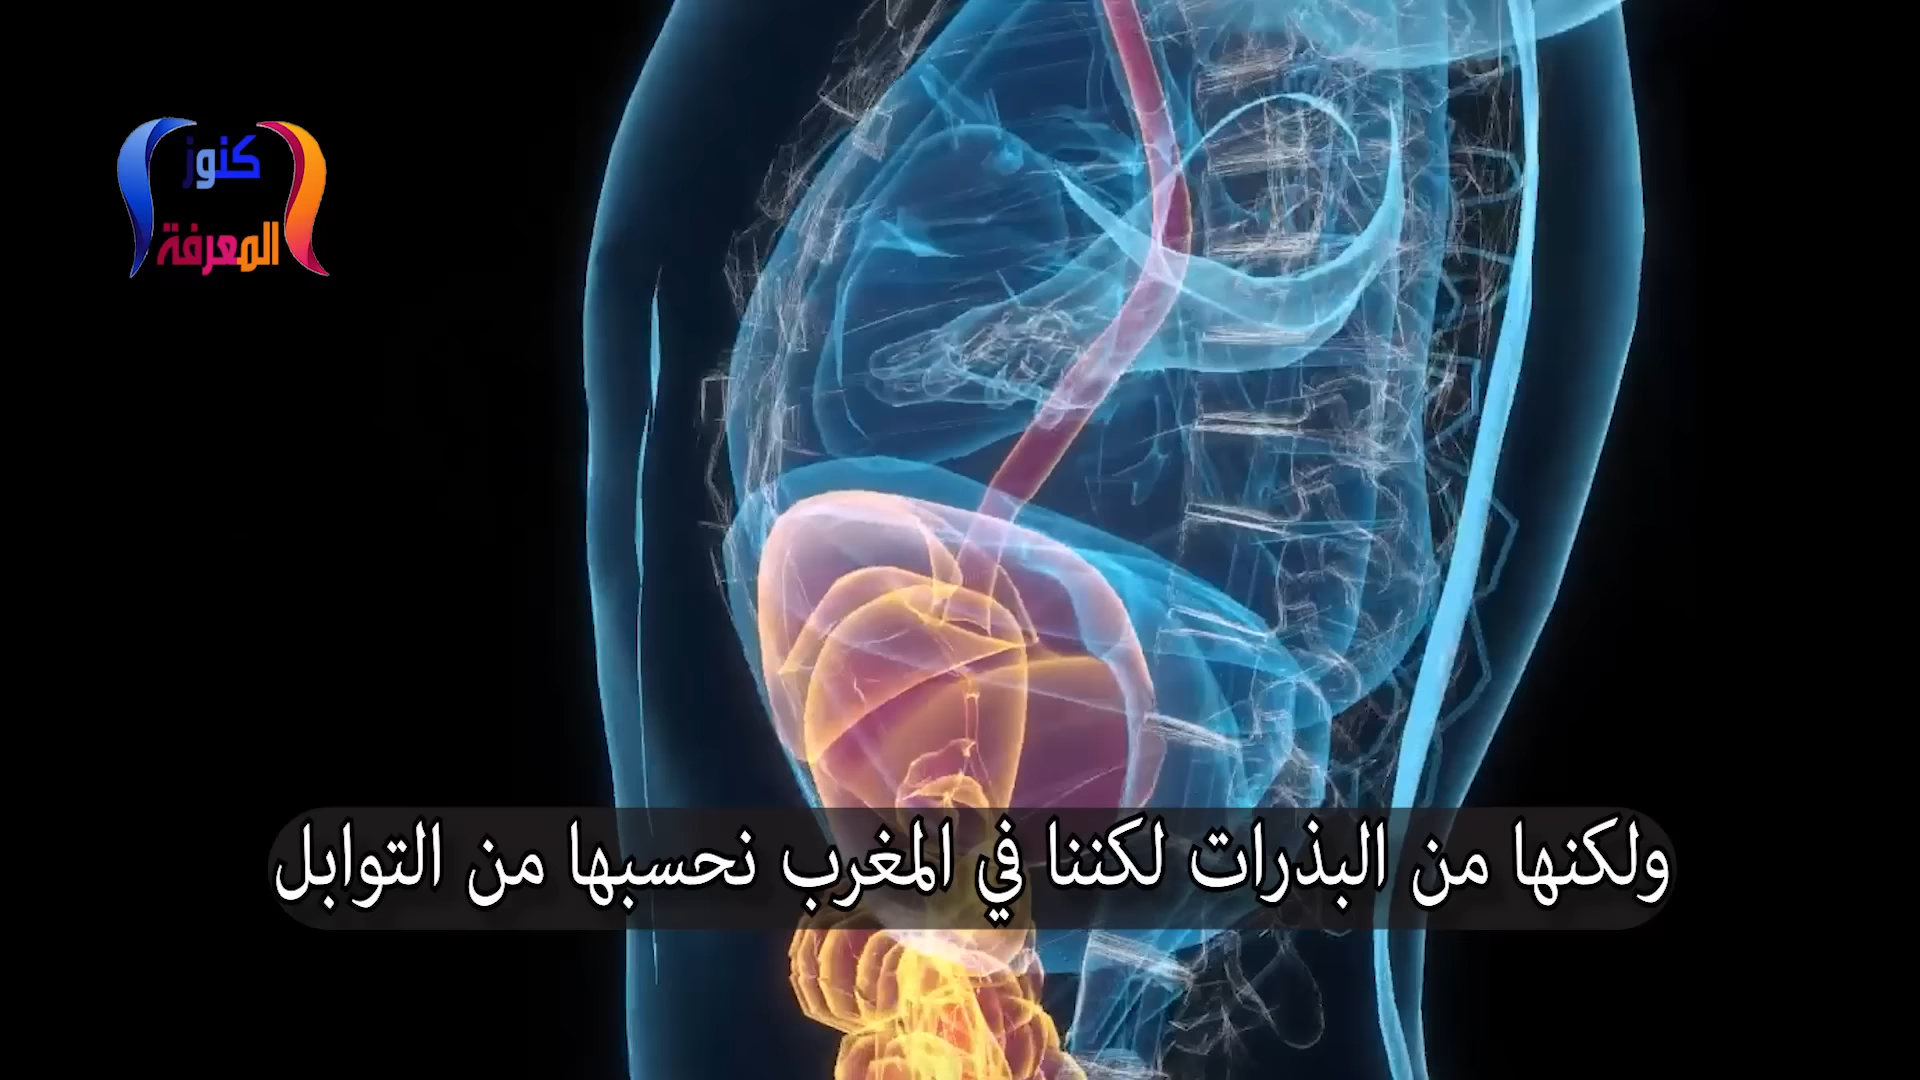 كنوز
المعرفة
ولكنها من البذرات لكننا في المغرب نحسبها من التوابل